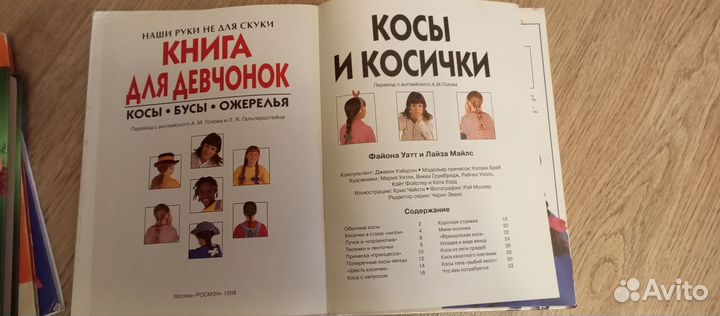 НАШИ РУКИ НЕ ДЛЯ СКУКИ
КНИГА
ДЛЯ ДЕВЧОНОК
КОСЫ • БУСЫ • ОЖЕРЕЛЬЯ
Перевод с английского А. М. Голова и Л. Я. Гальперштейна
Москва «РОСМЭН» 1998
КОСЫ
И КОСИЧКИ
Перевод с английского А.М.Голова
Файона Уатт и Лайза Майлс
Консультант: Джекки Уэйдсон • Модельер причесок: Кэтлин Брей
Художники: Мария Уитли, Викки Грумбридж, Рейчел Уэллс,
Кэйт Фойстер и Кэти Уорд
Иллюстрации: Крис Чейсти • Фотографии: Рэй Моллер
Редактор серии: Черил Эванс
Содержание
Обычные косы 2
Косички в стиле «хиппи» 4
Пучок и «корзиночка» 6
Тесемки и ленточки 8
Прическа «принцесса» 10
Поперечные косы-венцы 12
«Шесть косичек» 14
Коса с напуском 16
Короткая стрижка 18
Мини-косички 20
«Французская коса» 22
Укладка в виде венца 24
Коса из пяти прядей 26
Коса канатного плетения 28
Косы типа «рыбий хвост» 30
Что вам потребуется 32
Avito